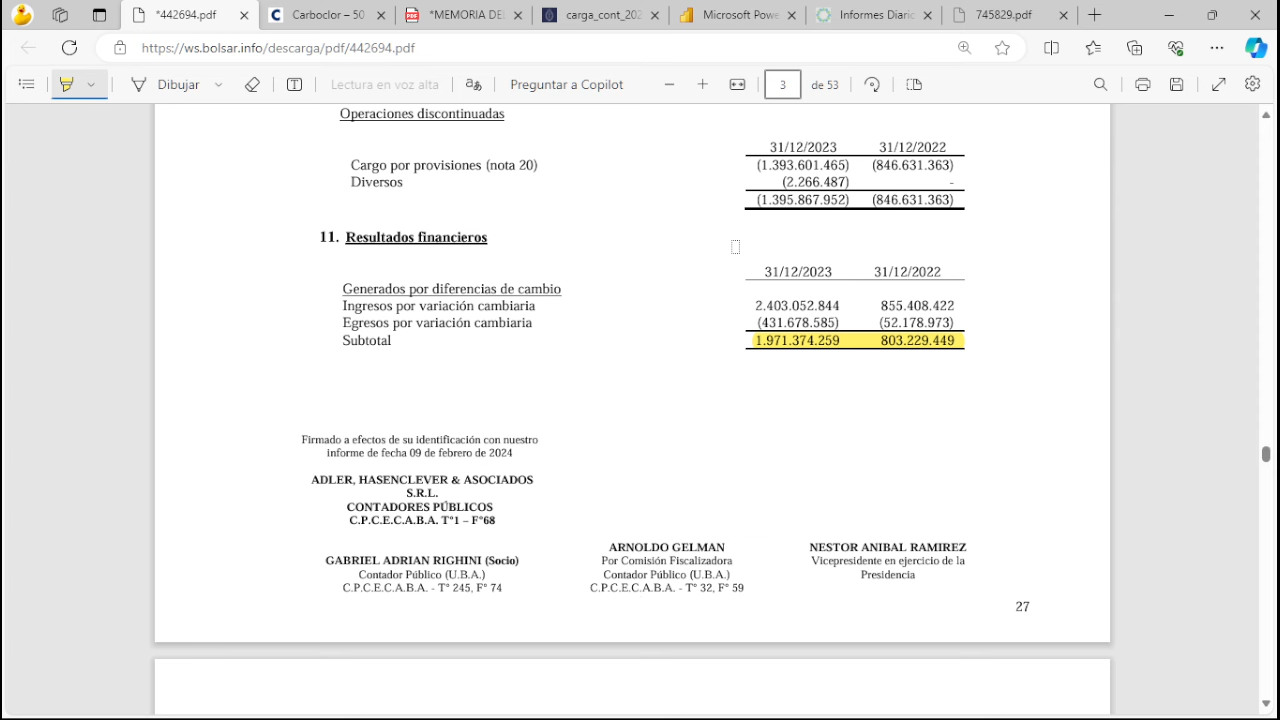 *442694.pdf
Carboclor – 50
*MEMORIA DE
carga_cont_202
Microsoft Powe
Informes Diario
745829.pdf
https://ws.bolsar.info/descarga/pdf/442694.pdf
Dibujar
Lectura en voz alta
aあ
Preguntar a Copilot
3
de 53
Operaciones discontinuadas
31/12/2023 31/12/2022
Cargo por provisiones (nota 20) (1.393.601.465) (846.631.363)
Diversos (2.266.487) -
(1.395.867.952) (846.631.363)
11. Resultados financieros
31/12/2023 31/12/2022
Generados por diferencias de cambio
Ingresos por variación cambiaria 2.403.052.844 855.408.422
Egresos por variación cambiaria (431.678.585) (52.178.973)
Subtotal 1.971.374.259 803.229.449
Firmado a efectos de su identificación con nuestro
informe de fecha 09 de febrero de 2024
ADLER, HASENCLEVER & ASOCIADOS
S.R.L.
CONTADORES PÚBLICOS
C.P.C.E.C.A.B.A. T°1 – F°68
GABRIEL ADRIAN RIGHINI (Socio)
Contador Público (U.B.A.)
C.P.C.E.C.A.B.A. - T° 245, F° 74
ARNOLDO GELMAN
Por Comisión Fiscalizadora
Contador Público (U.B.A.)
C.P.C.E.C.A.B.A. - T° 32, F° 59
NESTOR ANIBAL RAMIREZ
Vicepresidente en ejercicio de la
Presidencia
27